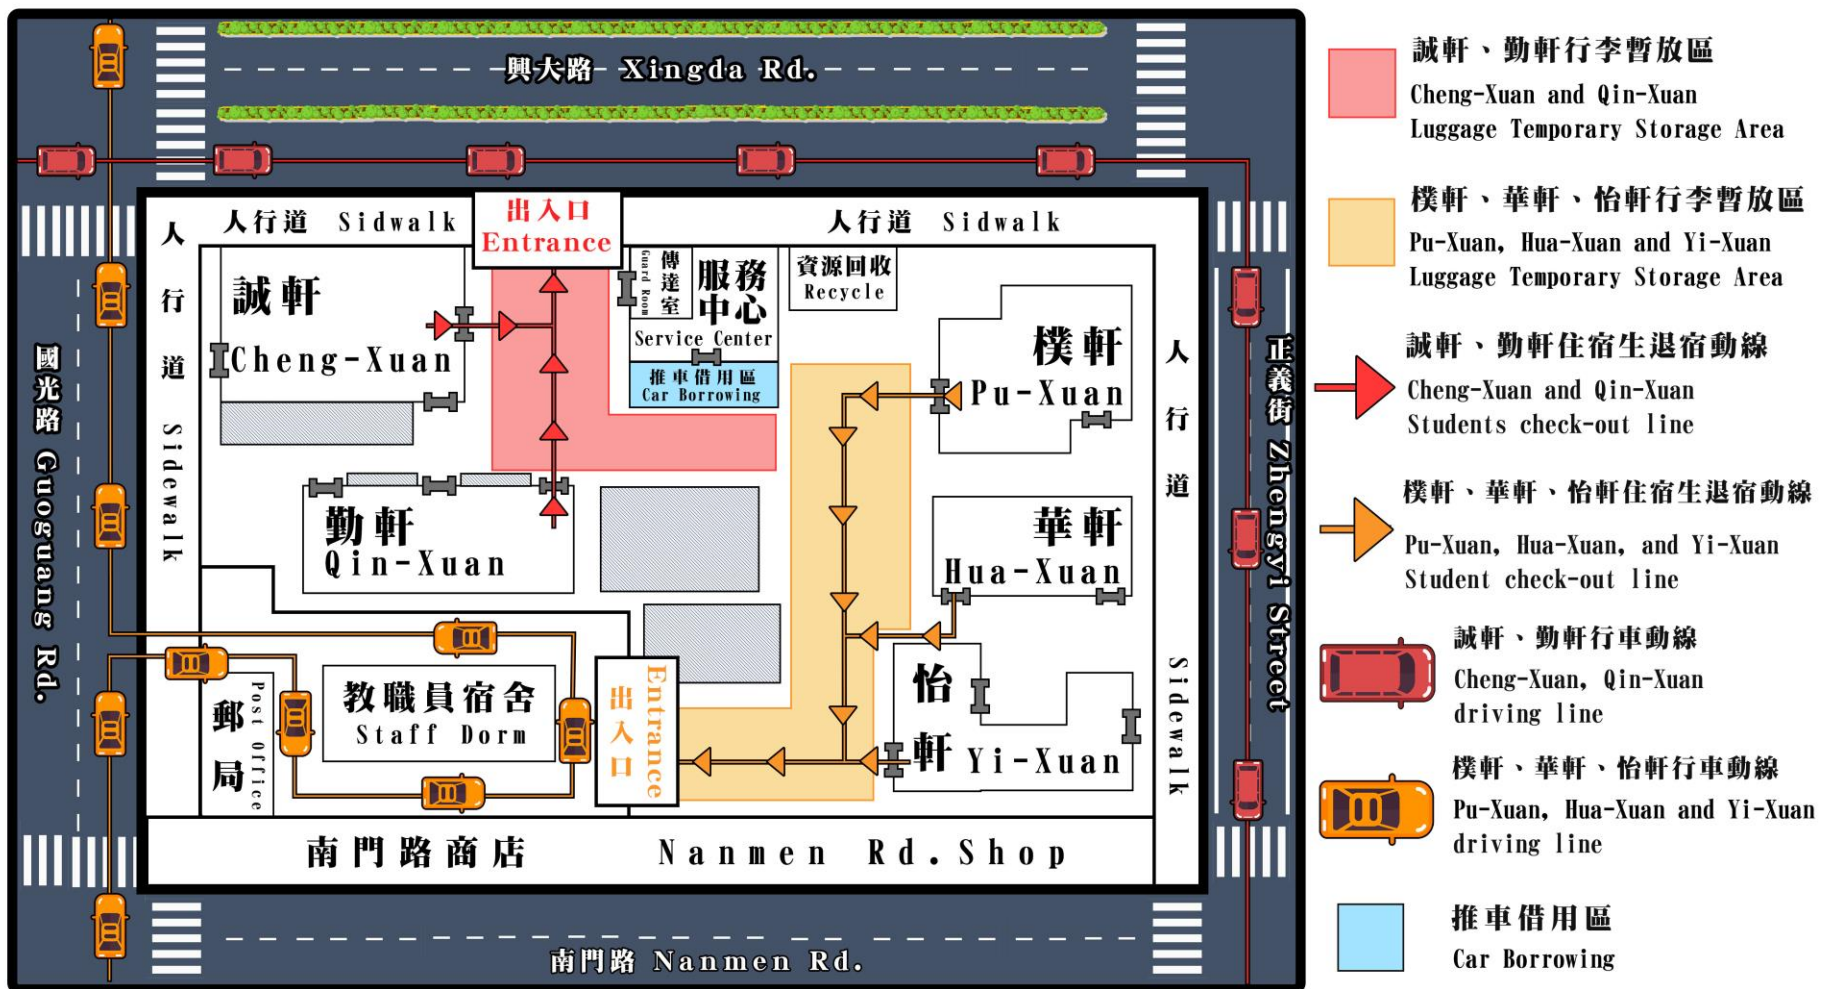 興大路 Xingda Rd.
人行道 Sidwalk
出入口
Entrance
人行道 Sidwalk
人行道 Sidewalk
誠軒
Cheng-Xuan
傳達室
Guard Room
服務
中心
Service Center
推車借用區
Car Borrowing
資源回收
Recycle
樸軒
Pu-Xuan
人行道 Sidewalk
國光路 Guoguang Rd.
正義街 Zhengyi Street
勤軒
Qin-Xuan
華軒
Hua-Xuan
怡軒
Yi-Xuan
郵局
Post Office
教職員宿舍
Staff Dorm
出入口
Entrance
南門路商店 Nanmen Rd.Shop
南門路 Nanmen Rd.
誠軒、勤軒行李暫放區
Cheng-Xuan and Qin-Xuan
Luggage Temporary Storage Area
樸軒、華軒、怡軒行李暫放區
Pu-Xuan, Hua-Xuan and Yi-Xuan
Luggage Temporary Storage Area
誠軒、勤軒住宿生退宿動線
Cheng-Xuan and Qin-Xuan
Students check-out line
樸軒、華軒、怡軒住宿生退宿動線
Pu-Xuan, Hua-Xuan, and Yi-Xuan
Student check-out line
誠軒、勤軒行車動線
Cheng-Xuan, Qin-Xuan
driving line
樸軒、華軒、怡軒行車動線
Pu-Xuan, Hua-Xuan and Yi-Xuan
driving line
推車借用區
Car Borrowing